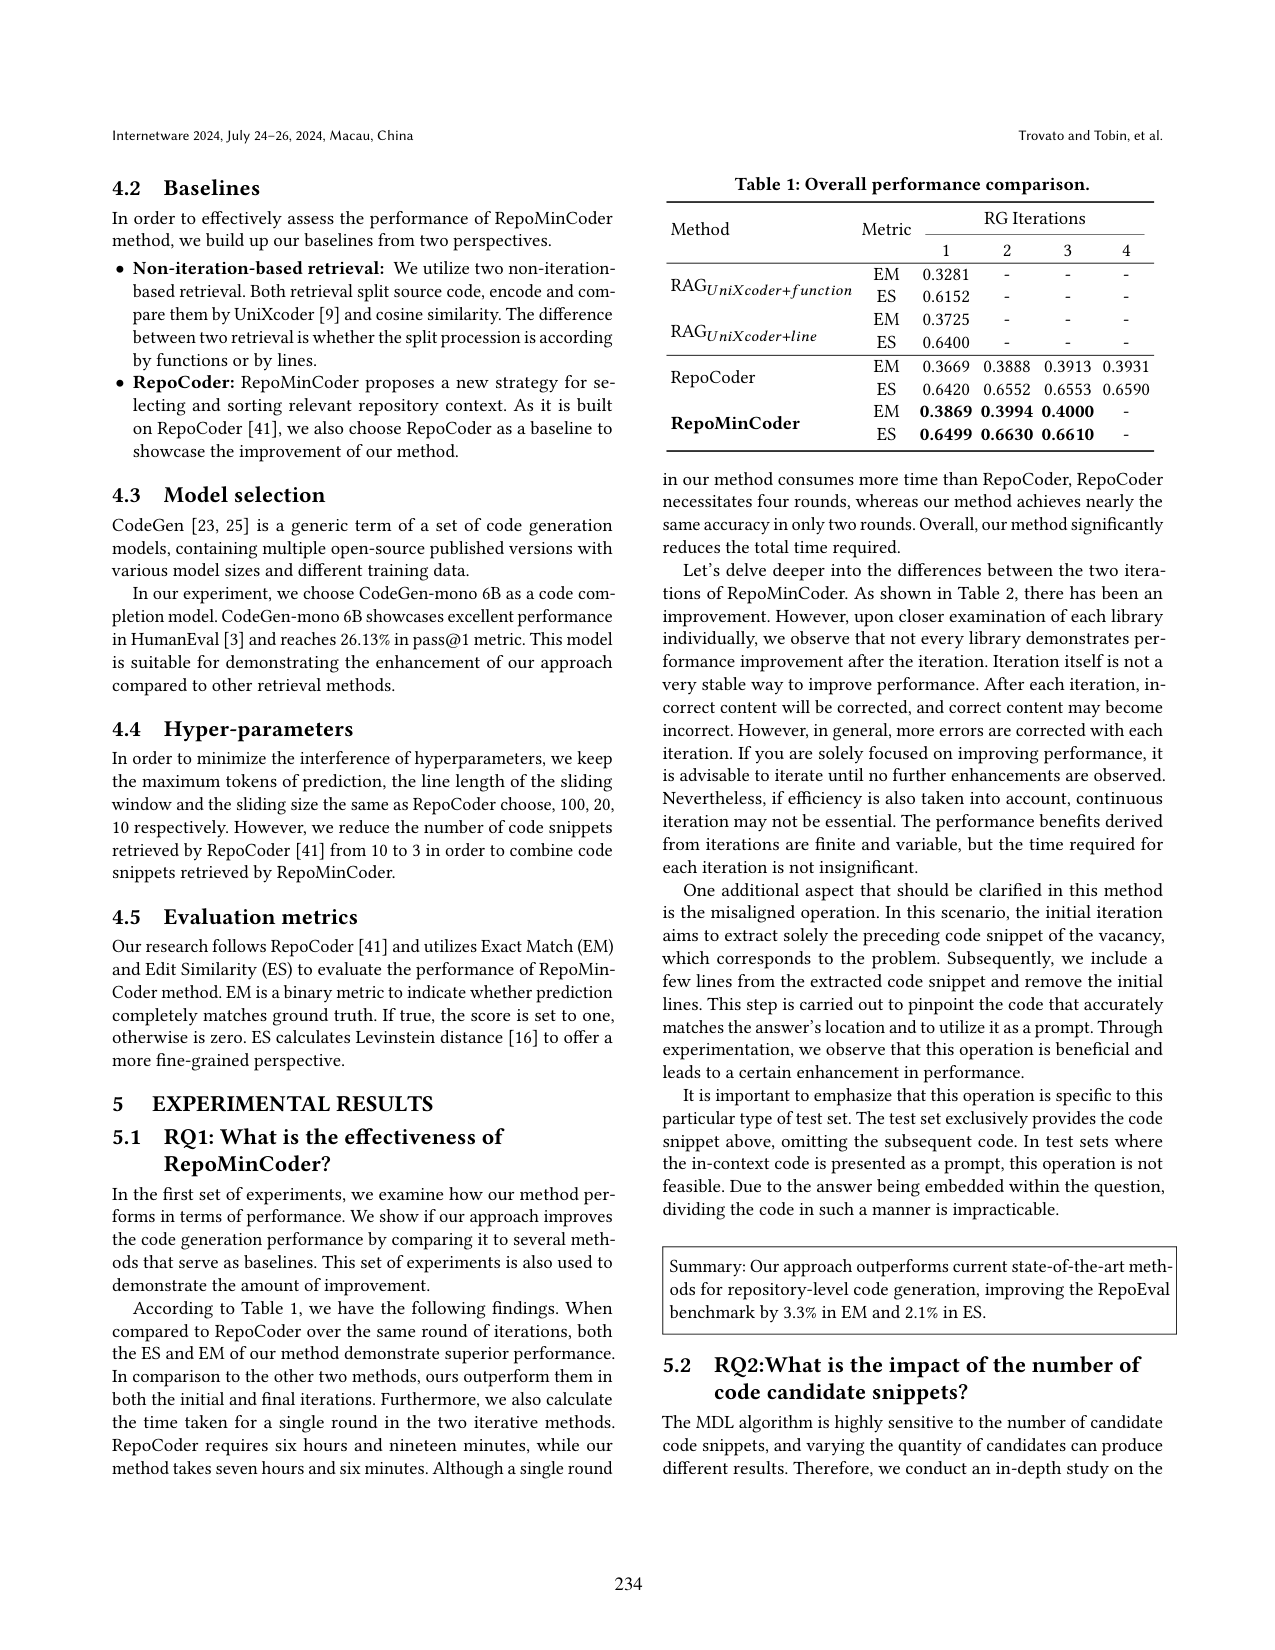 Internetware 2024, July 24–26, 2024, Macau, China
Trovato and Tobin, et al.
4.2 Baselines
In order to effectively assess the performance of RepoMinCoder
method, we build up our baselines from two perspectives.
• Non-iteration-based retrieval: We utilize two non-iteration-
based retrieval. Both retrieval split source code, encode and com-
pare them by UniXcoder [9] and cosine similarity. The difference
between two retrieval is whether the split procession is according
by functions or by lines.
• RepoCoder: RepoMinCoder proposes a new strategy for se-
lecting and sorting relevant repository context. As it is built
on RepoCoder [41], we also choose RepoCoder as a baseline to
showcase the improvement of our method.
4.3 Model selection
CodeGen [23, 25] is a generic term of a set of code generation
models, containing multiple open-source published versions with
various model sizes and different training data.
In our experiment, we choose CodeGen-mono 6B as a code com-
pletion model. CodeGen-mono 6B showcases excellent performance
in HumanEval [3] and reaches 26.13% in pass@1 metric. This model
is suitable for demonstrating the enhancement of our approach
compared to other retrieval methods.
4.4 Hyper-parameters
In order to minimize the interference of hyperparameters, we keep
the maximum tokens of prediction, the line length of the sliding
window and the sliding size the same as RepoCoder choose, 100, 20,
10 respectively. However, we reduce the number of code snippets
retrieved by RepoCoder [41] from 10 to 3 in order to combine code
snippets retrieved by RepoMinCoder.
4.5 Evaluation metrics
Our research follows RepoCoder [41] and utilizes Exact Match (EM)
and Edit Similarity (ES) to evaluate the performance of RepoMin-
Coder method. EM is a binary metric to indicate whether prediction
completely matches ground truth. If true, the score is set to one,
otherwise is zero. ES calculates Levinstein distance [16] to offer a
more fine-grained perspective.
5 EXPERIMENTAL RESULTS
5.1 RQ1: What is the effectiveness of
RepoMinCoder?
In the first set of experiments, we examine how our method per-
forms in terms of performance. We show if our approach improves
the code generation performance by comparing it to several meth-
ods that serve as baselines. This set of experiments is also used to
demonstrate the amount of improvement.
According to Table 1, we have the following findings. When
compared to RepoCoder over the same round of iterations, both
the ES and EM of our method demonstrate superior performance.
In comparison to the other two methods, ours outperform them in
both the initial and final iterations. Furthermore, we also calculate
the time taken for a single round in the two iterative methods.
RepoCoder requires six hours and nineteen minutes, while our
method takes seven hours and six minutes. Although a single round
Table 1: Overall performance comparison.
Method Metric RG Iterations
1 2 3 4
RAG UniXcoder+function EM 0.3281 - - -
ES 0.6152 - - -
RAG UniXcoder+line EM 0.3725 - - -
ES 0.6400 - - -
RepoCoder EM 0.3669 0.3888 0.3913 0.3931
ES 0.6420 0.6552 0.6553 0.6590
RepoMinCoder EM 0.3869 0.3994 0.4000 -
ES 0.6499 0.6630 0.6610 -
in our method consumes more time than RepoCoder, RepoCoder
necessitates four rounds, whereas our method achieves nearly the
same accuracy in only two rounds. Overall, our method significantly
reduces the total time required.
Let's delve deeper into the differences between the two itera-
tions of RepoMinCoder. As shown in Table 2, there has been an
improvement. However, upon closer examination of each library
individually, we observe that not every library demonstrates per-
formance improvement after the iteration. Iteration itself is not a
very stable way to improve performance. After each iteration, in-
correct content will be corrected, and correct content may become
incorrect. However, in general, more errors are corrected with each
iteration. If you are solely focused on improving performance, it
is advisable to iterate until no further enhancements are observed.
Nevertheless, if efficiency is also taken into account, continuous
iteration may not be essential. The performance benefits derived
from iterations are finite and variable, but the time required for
each iteration is not insignificant.
One additional aspect that should be clarified in this method
is the misaligned operation. In this scenario, the initial iteration
aims to extract solely the preceding code snippet of the vacancy,
which corresponds to the problem. Subsequently, we include a
few lines from the extracted code snippet and remove the initial
lines. This step is carried out to pinpoint the code that accurately
matches the answer's location and to utilize it as a prompt. Through
experimentation, we observe that this operation is beneficial and
leads to a certain enhancement in performance.
It is important to emphasize that this operation is specific to this
particular type of test set. The test set exclusively provides the code
snippet above, omitting the subsequent code. In test sets where
the in-context code is presented as a prompt, this operation is not
feasible. Due to the answer being embedded within the question,
dividing the code in such a manner is impracticable.
Summary: Our approach outperforms current state-of-the-art meth-
ods for repository-level code generation, improving the RepoEval
benchmark by 3.3% in EM and 2.1% in ES.
5.2 RQ2:What is the impact of the number of
code candidate snippets?
The MDL algorithm is highly sensitive to the number of candidate
code snippets, and varying the quantity of candidates can produce
different results. Therefore, we conduct an in-depth study on the
234